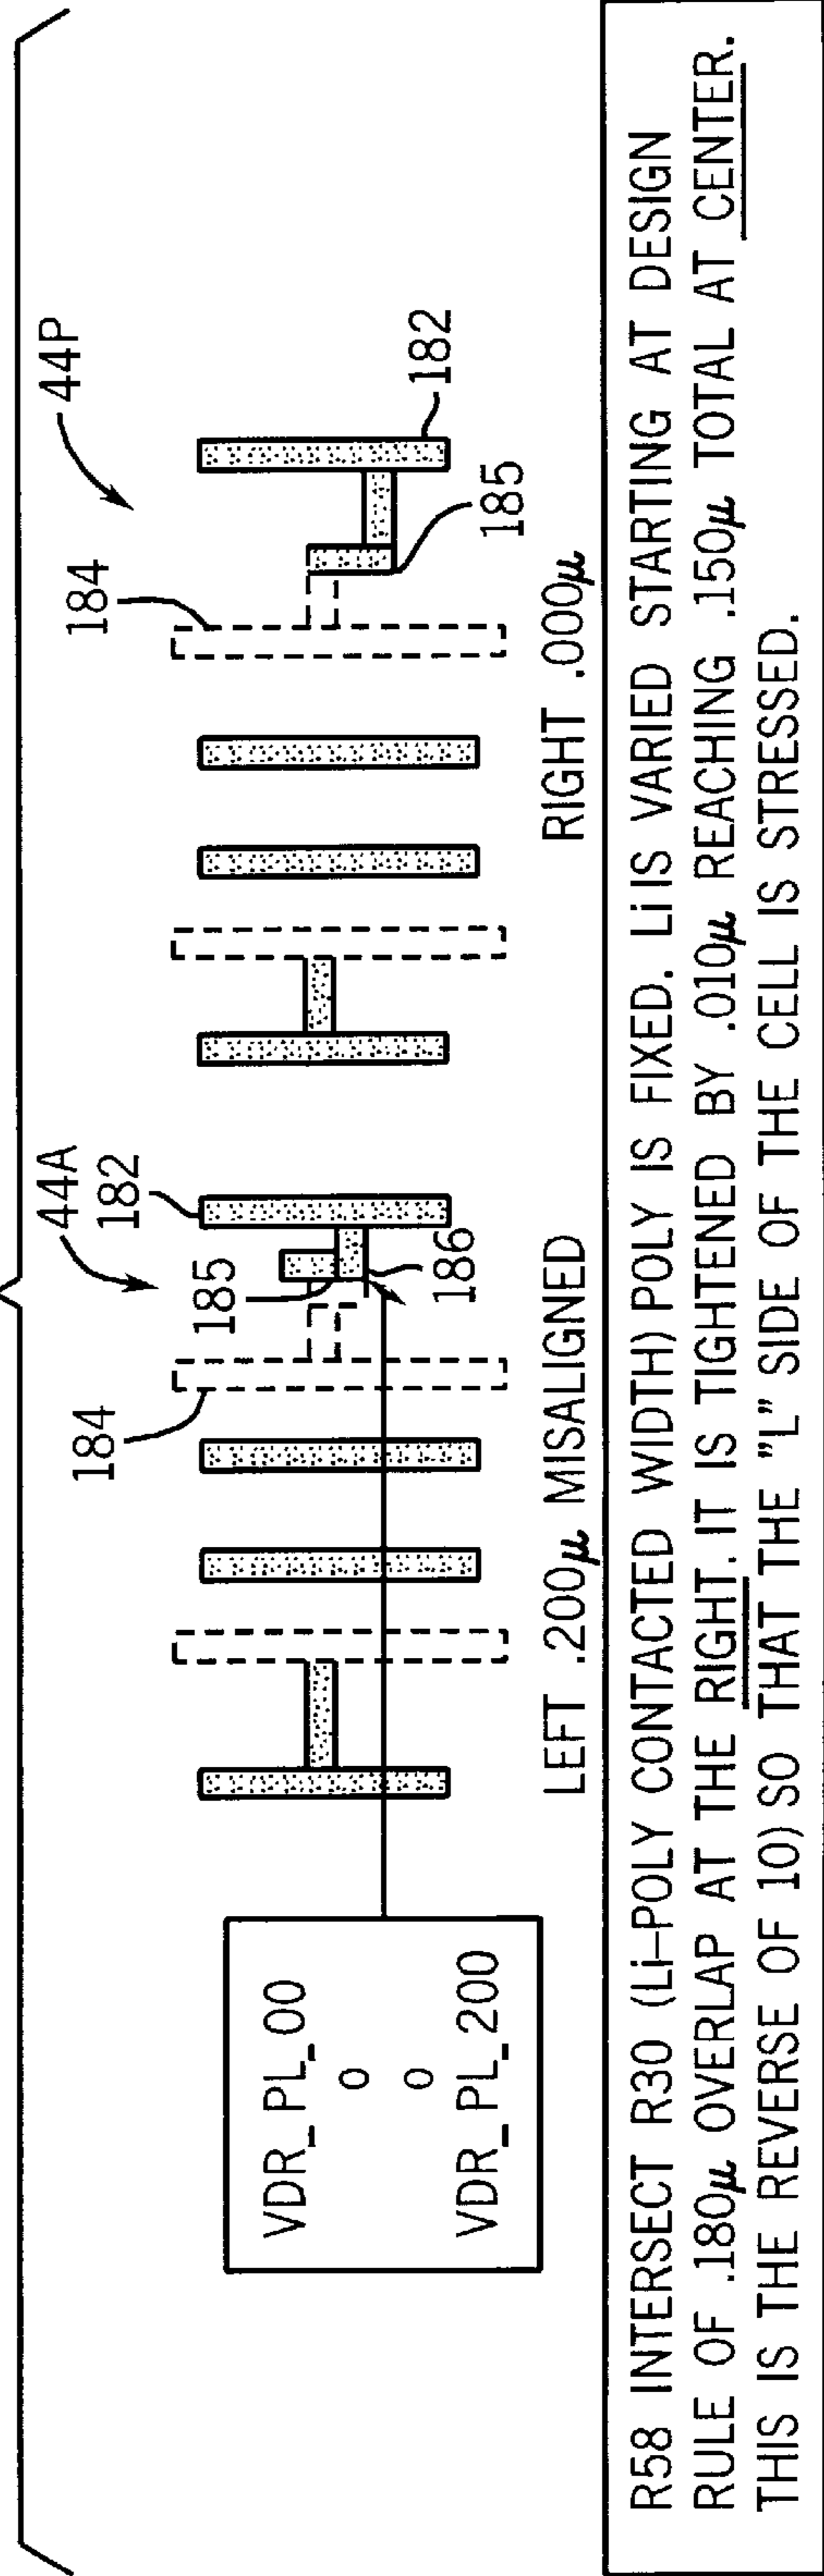 44A
182
44P
184
185
184
185
186
182
VDR_PL_00
o
o
VDR_PL_200
LEFT .200µ MISALIGNED
RIGHT .000µ
R58 INTERSECT R30 (Li-POLY CONTACTED WIDTH) POLY IS FIXED. Li IS VARIED STARTING AT DESIGN
RULE OF .180µ OVERLAP AT THE RIGHT. IT IS TIGHTENED BY .010µ REACHING .150µ TOTAL AT CENTER.
THIS IS THE REVERSE OF 10) SO THAT THE "L" SIDE OF THE CELL IS STRESSED.